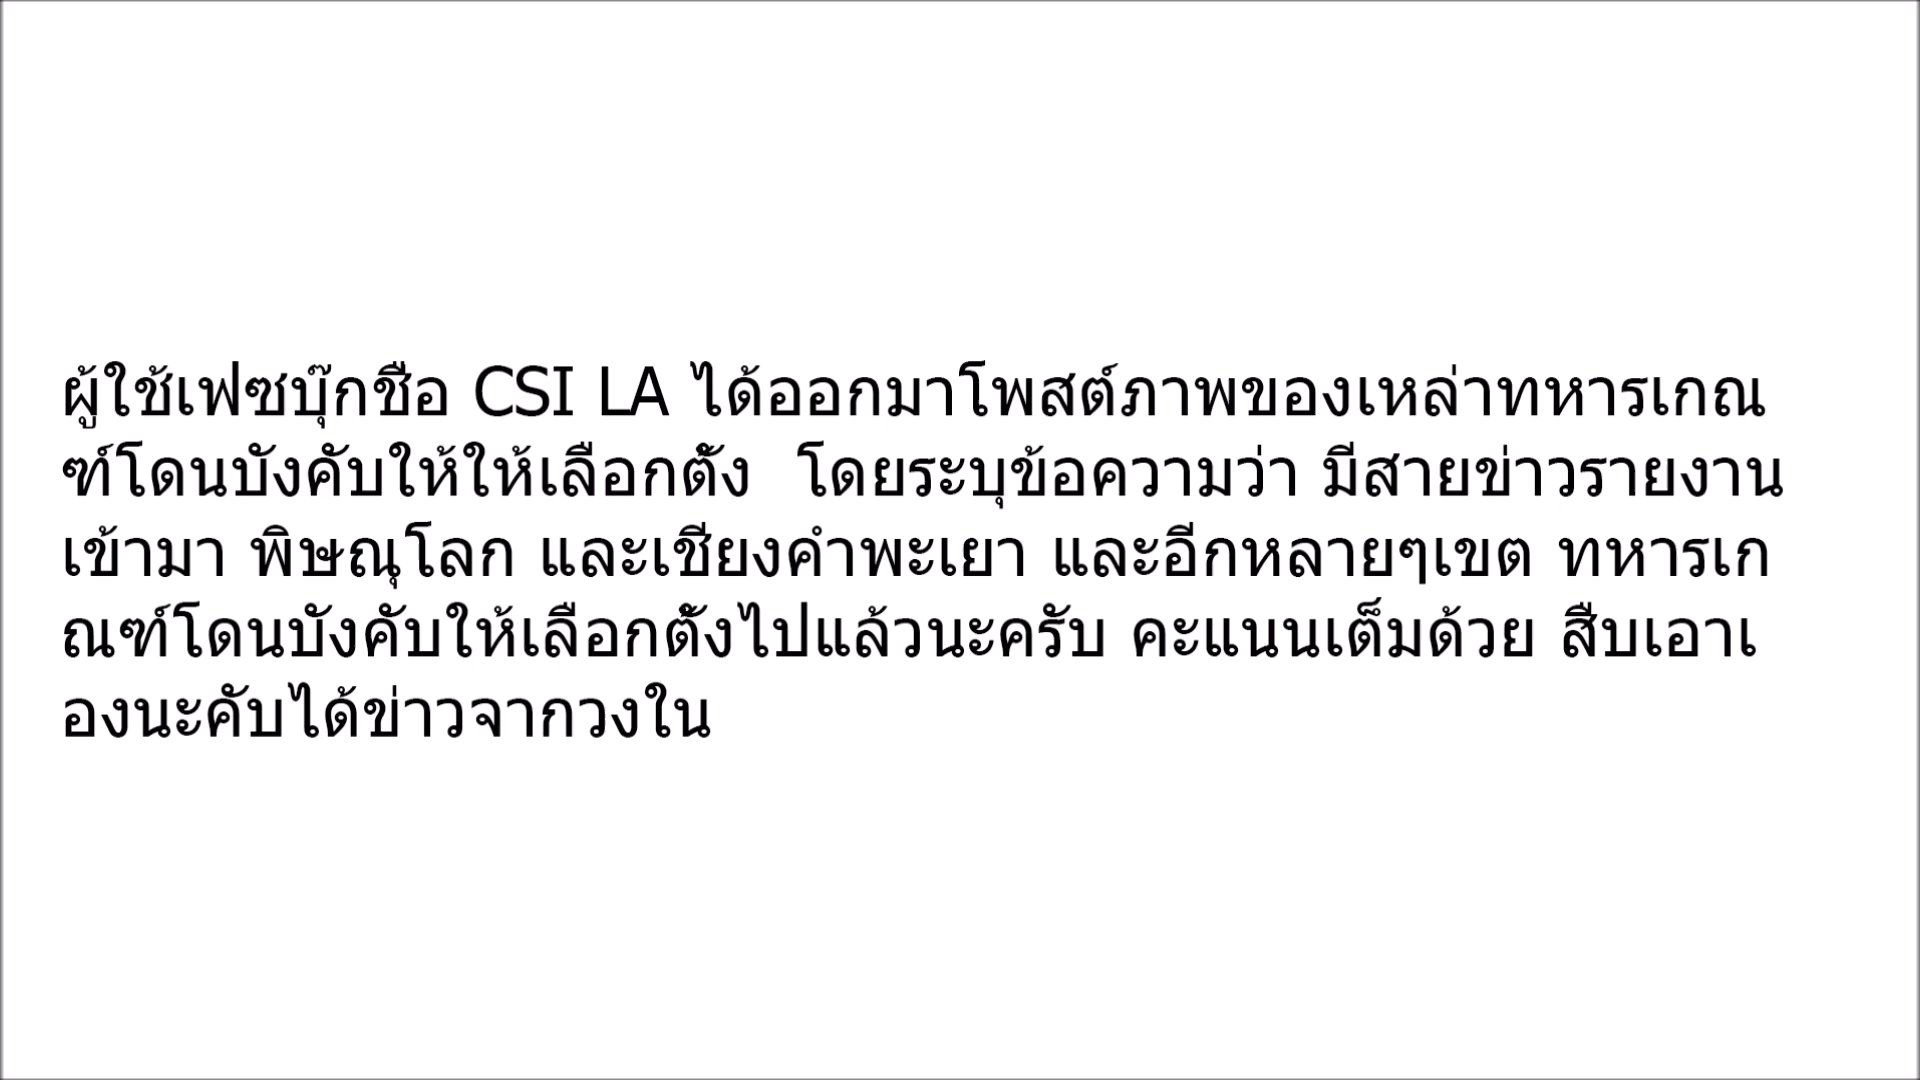 ผู้ใช้เฟซบุ๊กชื่อ CSI LA ได้ออกมาโพสต์ภาพของเหล่าทหารเกณ
ฑ์โดนบังคับให้ให้เลือกตั้ง  โดยระบุข้อความว่า มีสายข่าวรายงาน
เข้ามา พิษณุโลก และเชียงคำพะเยา และอีกหลายๆเขต ทหารเก
ณฑ์โดนบังคับให้เลือกตั้งไปแล้วนะครับ คะแนนเต็มด้วย สืบเอาเ
องนะคับได้ข่าวจากวงใน